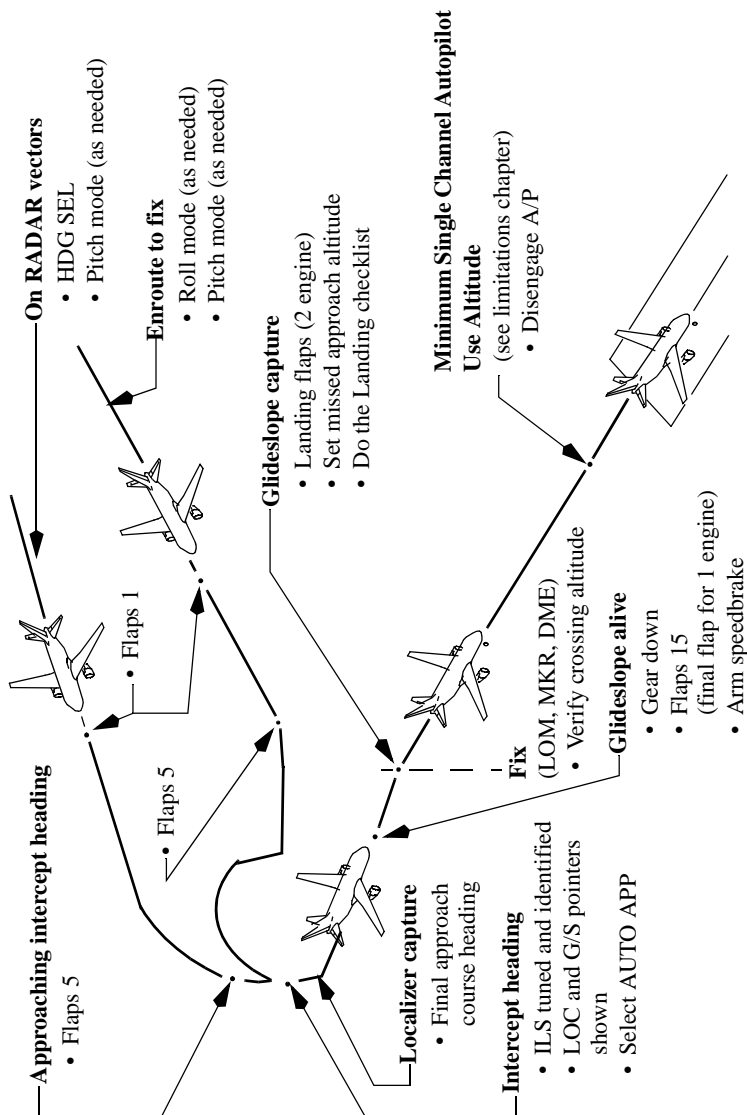 On RADAR vectors
• HDG SEL
• Pitch mode (as needed)
Enroute to fix
• Roll mode (as needed)
• Pitch mode (as needed)
Approaching intercept heading
• Flaps 5
• Flaps 1
• Flaps 5
Localizer capture
• Final approach
course heading
Intercept heading
• ILS tuned and identified
• LOC and G/S pointers
shown
• Select AUTO APP
Glideslope alive
• Gear down
• Flaps 15
(final flap for 1 engine)
• Arm speedbrake
Glideslope capture
• Landing flaps (2 engine)
• Set missed approach altitude
• Do the Landing checklist
Fix
(LOM, MKR, DME)
• Verify crossing altitude
Minimum Single Channel Autopilot
Use Altitude
(see limitations chapter)
• Disengage A/P